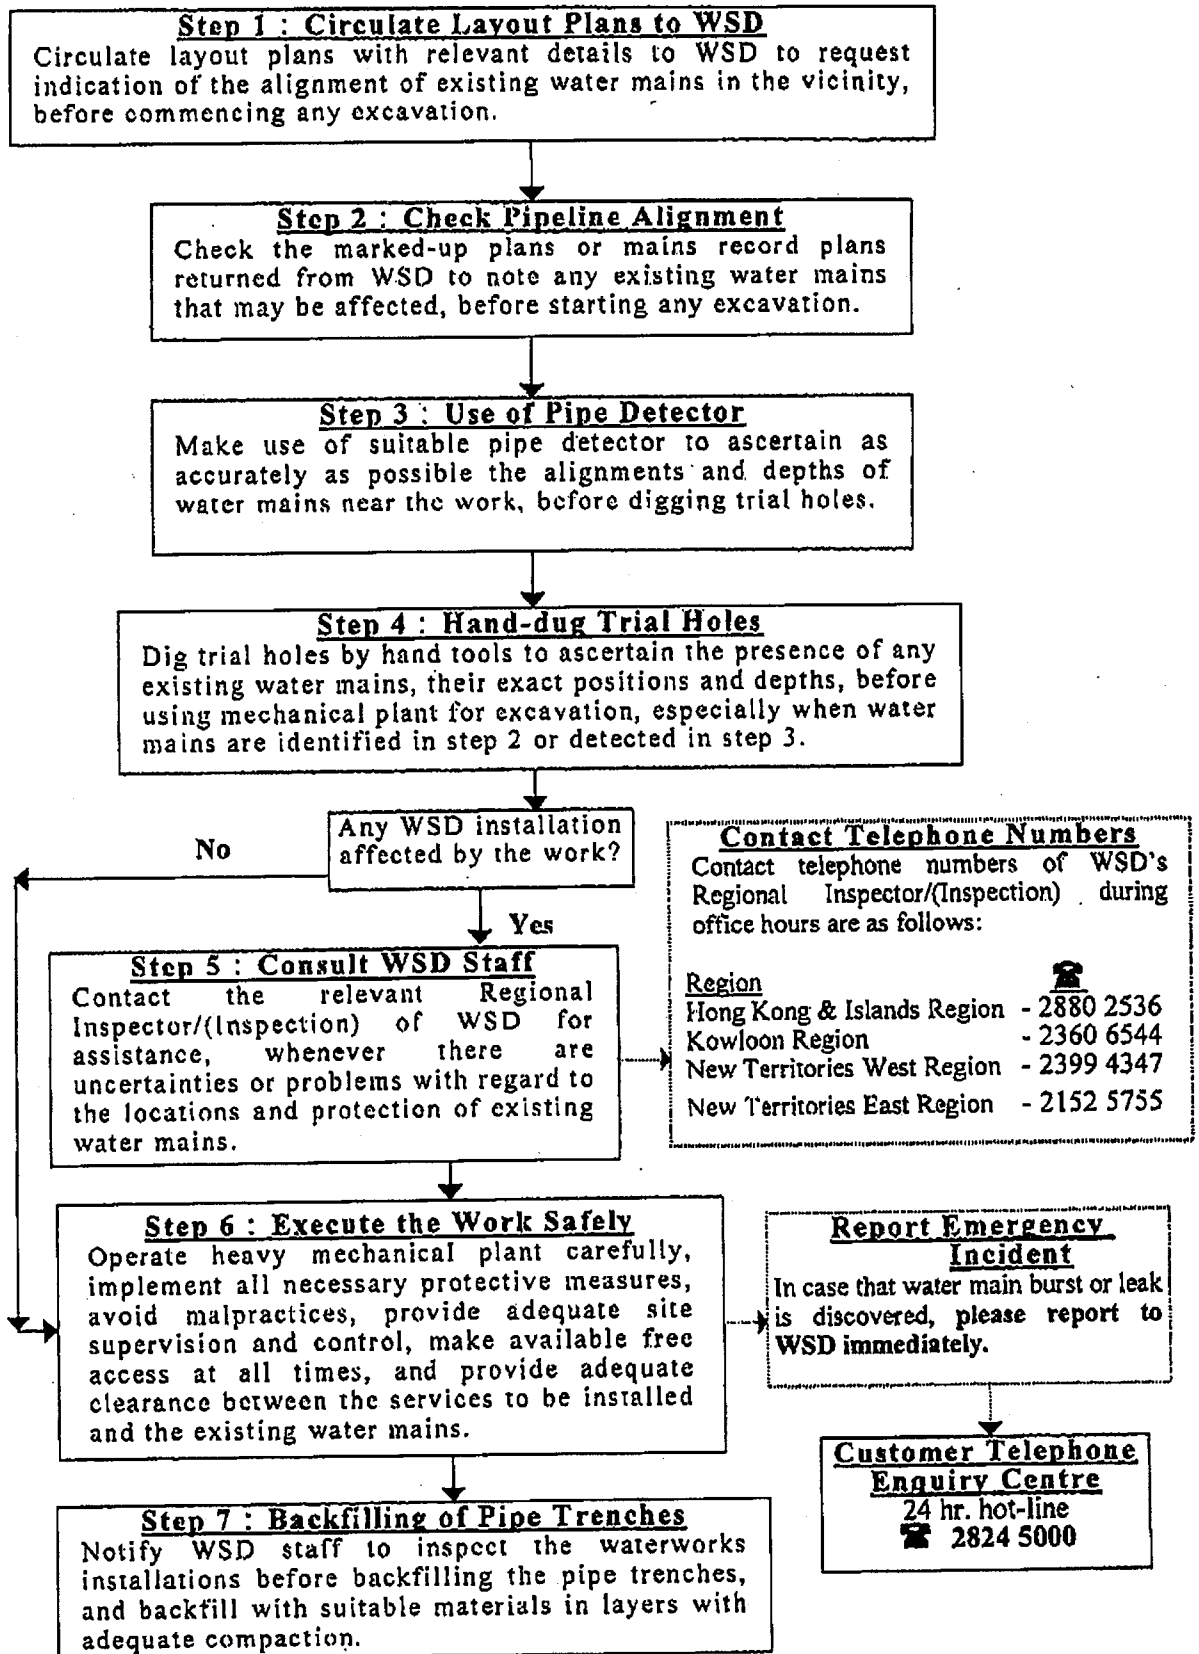 Step 1 : Circulate Layout Plans to WSD
Circulate layout plans with relevant details to WSD to request
indication of the alignment of existing water mains in the vicinity,
before commencing any excavation.
Step 2 : Check Pipeline Alignment
Check the marked-up plans or mains record plans
returned from WSD to note any existing water mains
that may be affected, before starting any excavation.
Step 3 : Use of Pipe Detector
Make use of suitable pipe detector to ascertain as
accurately as possible the alignments and depths of
water mains near the work, before digging trial holes.
Step 4 : Hand-dug Trial Holes
Dig trial holes by hand tools to ascertain the presence of any
existing water mains, their exact positions and depths, before
using mechanical plant for excavation, especially when water
mains are identified in step 2 or detected in step 3.
Any WSD installation
affected by the work?
No
Yes
Step 5 : Consult WSD Staff
Contact the relevant Regional
Inspector/(Inspection) of WSD for
assistance, whenever there are
uncertainties or problems with regard to
the locations and protection of existing
water mains.
Contact Telephone Numbers
Contact telephone numbers of WSD's
Regional Inspector/(Inspection) during
office hours are as follows:
Region
Hong Kong & Islands Region - 2880 2536
Kowloon Region - 2360 6544
New Territories West Region - 2399 4347
New Territories East Region - 2152 5755
Step 6 : Execute the Work Safely
Operate heavy mechanical plant carefully,
implement all necessary protective measures,
avoid malpractices, provide adequate site
supervision and control, make available free
access at all times, and provide adequate
clearance between the services to be installed
and the existing water mains.
Report Emergency
Incident
In case that water main burst or leak
is discovered, please report to
WSD immediately.
Customer Telephone
Enquiry Centre
24 hr. hot-line
2824 5000
Step 7 : Backfilling of Pipe Trenches
Notify WSD staff to inspect the waterworks
installations before backfilling the pipe trenches,
and backfill with suitable materials in layers with
adequate compaction.